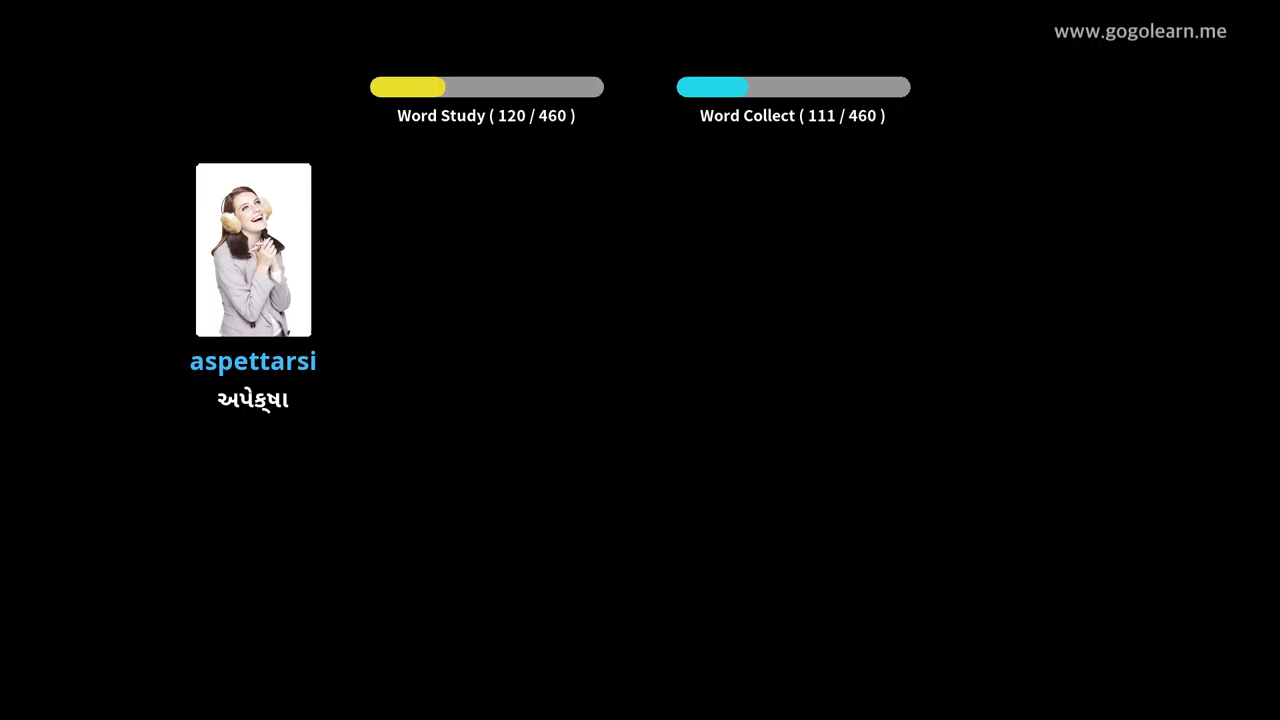 www.gogolearn.me
Word Study ( 120 / 460 )
Word Collect ( 111 / 460 )
aspettarsi
અપેક્ષા